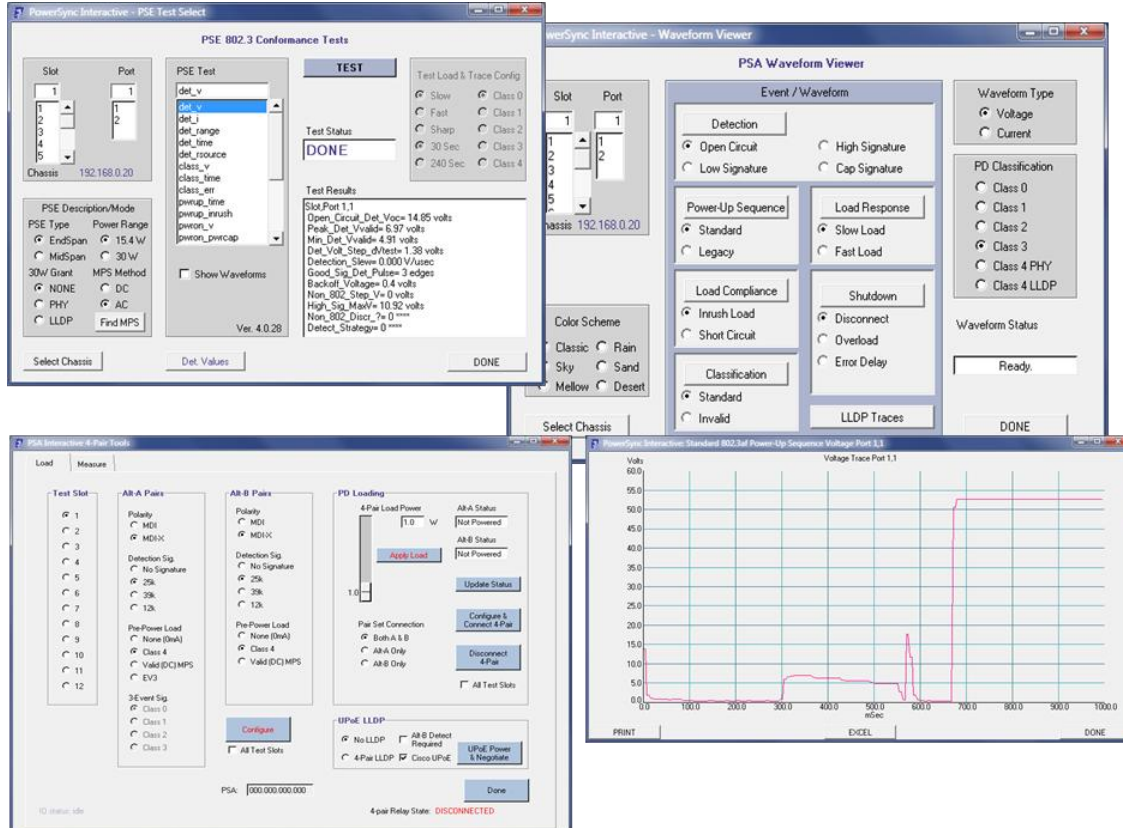 PowerSync Interactive - PSE Test Select
PSE 802.3 Conformance Tests
Slot Port
1 1
1 1
2 2
3
4
5
Chassis 192.168.0.20
PSE Description/Mode
PSE Type Power Range
EndSpan 15.4 W
MidSpan 30 W
30W Grant MPS Method
NONE DC
PHY AC
LLDP Find MPS
Select Chassis
PSE Test
det_v
det_v
det_i
det_range
det_time
det_rsource
class_v
class_time
class_err
pwrup_time
pwrup_inrush
pwron_v
pwron_pwrcap
Show Waveforms
Ver. 4.0.28
Det. Values
TEST
Test Status
DONE
Test Load & Trace Config
Slow Class 0
Fast Class 1
Sharp Class 2
30 Sec Class 3
240 Sec Class 4
Test Results
Slot,Port 1,1
Open_Circuit_Det_Voc= 14.85 volts
Peak_Det_Vvalid= 6.97 volts
Min_Det_Vvalid= 4.91 volts
Det_Volt_Step_dVtest= 1.38 volts
Detection_Slew= 0.000 V/usec
Good_Sig_Det_Pulse= 3 edges
Backoff_Voltage= 0.4 volts
Non_802_Step_V= 0 volts
High_Sig_MaxV= 10.92 volts
Non_802_Discr_?= 0 ****
Detect_Strategy= 0 ****
DONE
werSync Interactive - Waveform Viewer
PSA Waveform Viewer
Slot Port
1 1
1 1
2 2
3
4
5
hassis 192.168.0.20
Color Scheme
Classic Rain
Sky Sand
Mellow Desert
Select Chassis
Event / Waveform
Detection
Open Circuit High Signature
Low Signature Cap Signature
Power-Up Sequence
Standard
Legacy
Load Response
Slow Load
Fast Load
Load Compliance
Inrush Load
Short Circuit
Shutdown
Disconnect
Overload
Error Delay
Classification
Standard
Invalid
LLDP Traces
Waveform Type
Voltage
Current
PD Classification
Class 0
Class 1
Class 2
Class 3
Class 4 PHY
Class 4 LLDP
Waveform Status
Ready.
DONE
PSA Interactive 4-Pair Tools
Load Measure
Test Slot
1
2
3
4
5
6
7
8
9
10
11
12
Alt-A Pairs
Polarity
MDI
MDI-X
Detection Sig.
No Signature
25k
39k
12k
Pre-Power Load
None (0mA)
Class 4
Valid (DC) MPS
EV3
3-Event Sig.
Class 0
Class 1
Class 2
Class 3
Alt-B Pairs
Polarity
MDI
MDI-X
Detection Sig.
No Signature
25k
39k
12k
Pre-Power Load
None (0mA)
Class 4
Valid (DC) MPS
Configure
All Test Slots
PD Loading
4-Pair Load Power
1.0 W
Apply Load
1.0
Alt-A Status
Not Powered
Alt-B Status
Not Powered
Update Status
Pair Set Connection
Both A & B
Alt-A Only
Alt-B Only
Configure & Connect 4-Pair
Disconnect 4-Pair
All Test Slots
UPoE LLDP
No LLDP Alt-B Detect Required
4-Pair LLDP Cisco UPoE
UPoE Power & Negotiate
PSA: 000.000.000.000
Done
IO status: idle
4-pair Relay State: DISCONNECTED
PowerSync Interactive: Standard 802.3af Power-Up Sequence Voltage Port 1,1
Volts Voltage Trace Port 1,1
60.0
55.0
50.0
45.0
40.0
35.0
30.0
25.0
20.0
15.0
10.0
5.0
0.0
0.0 100.0 200.0 300.0 400.0 500.0 600.0 700.0 800.0 900.0 1000.0
mSec
PRINT EXCEL DONE